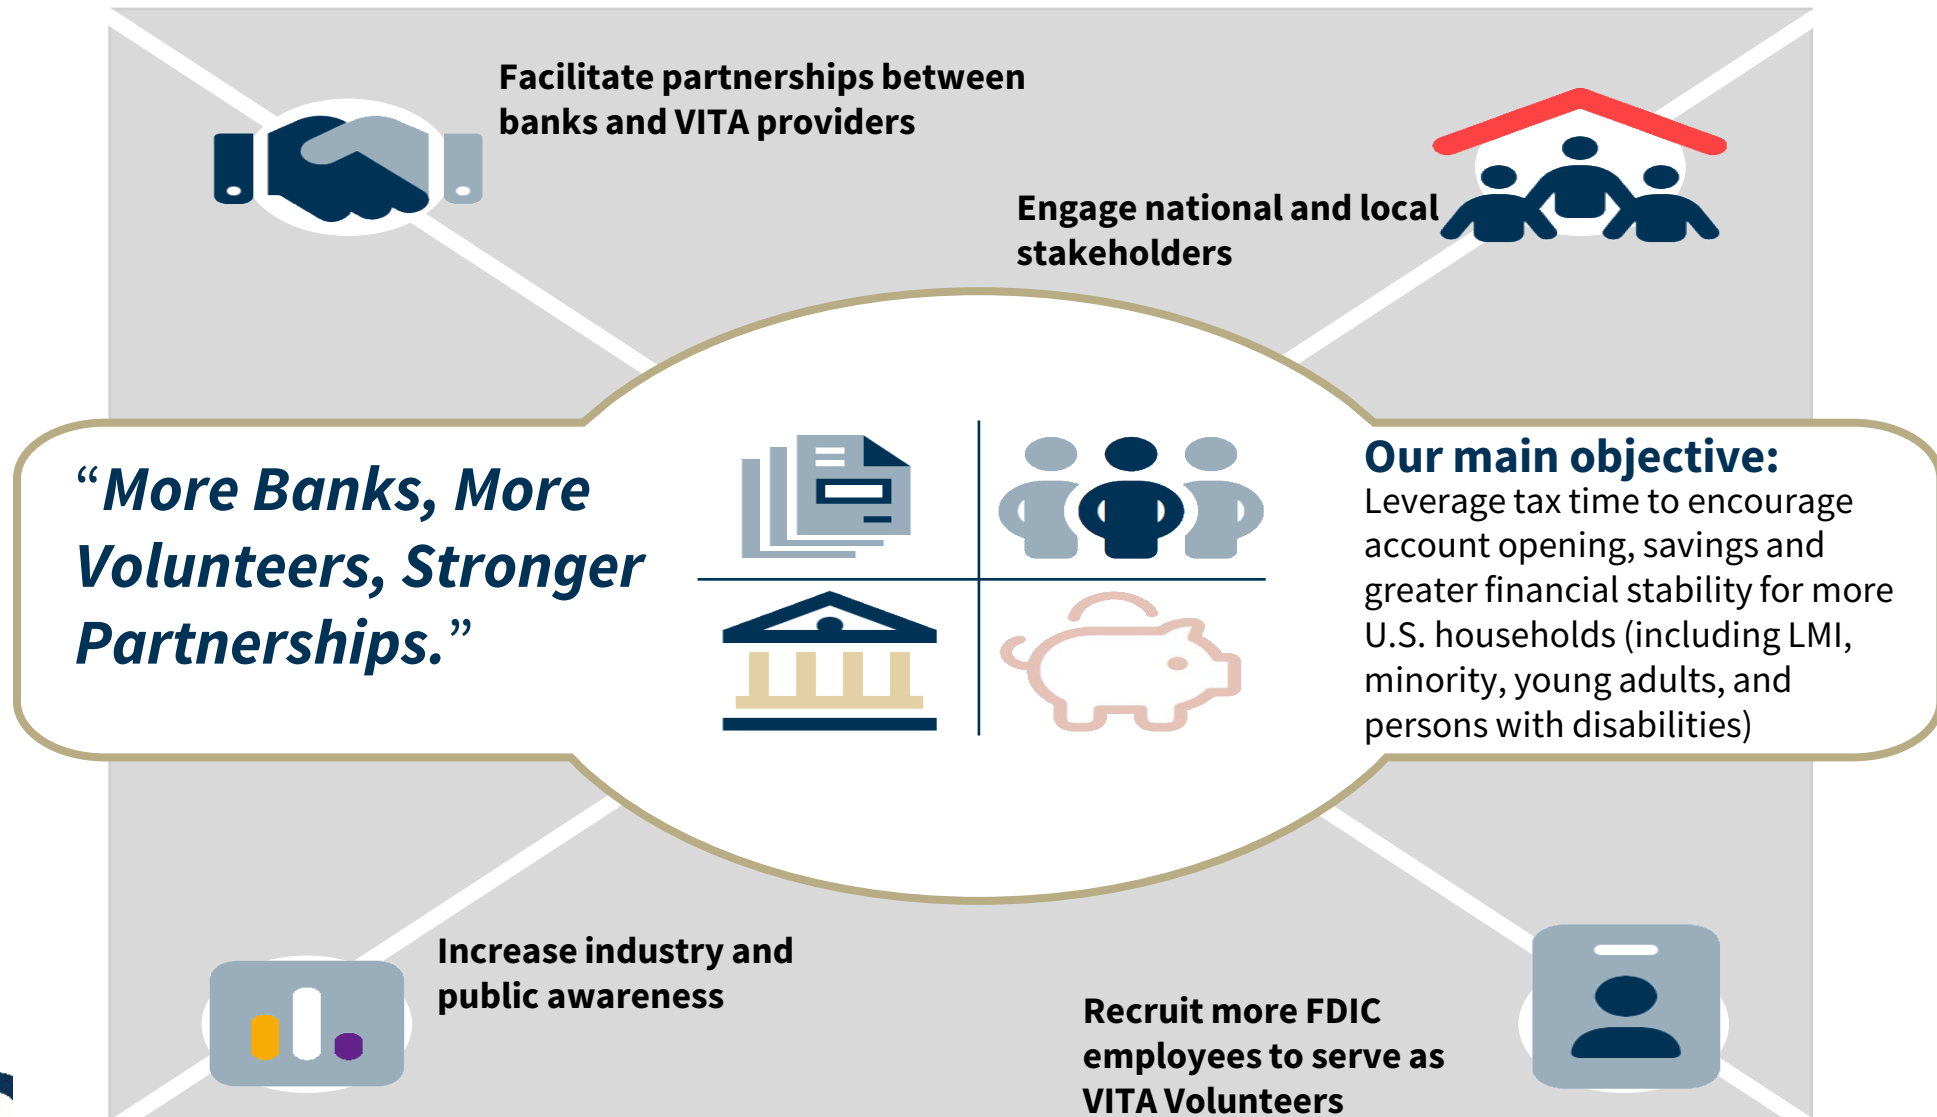 Facilitate partnerships between
banks and VITA providers
Engage national and local
stakeholders
“More Banks, More
Volunteers, Stronger
Partnerships.”
Our main objective:
Leverage tax time to encourage
account opening, savings and
greater financial stability for more
U.S. households (including LMI,
minority, young adults, and
persons with disabilities)
Increase industry and
public awareness
Recruit more FDIC
employees to serve as
VITA Volunteers